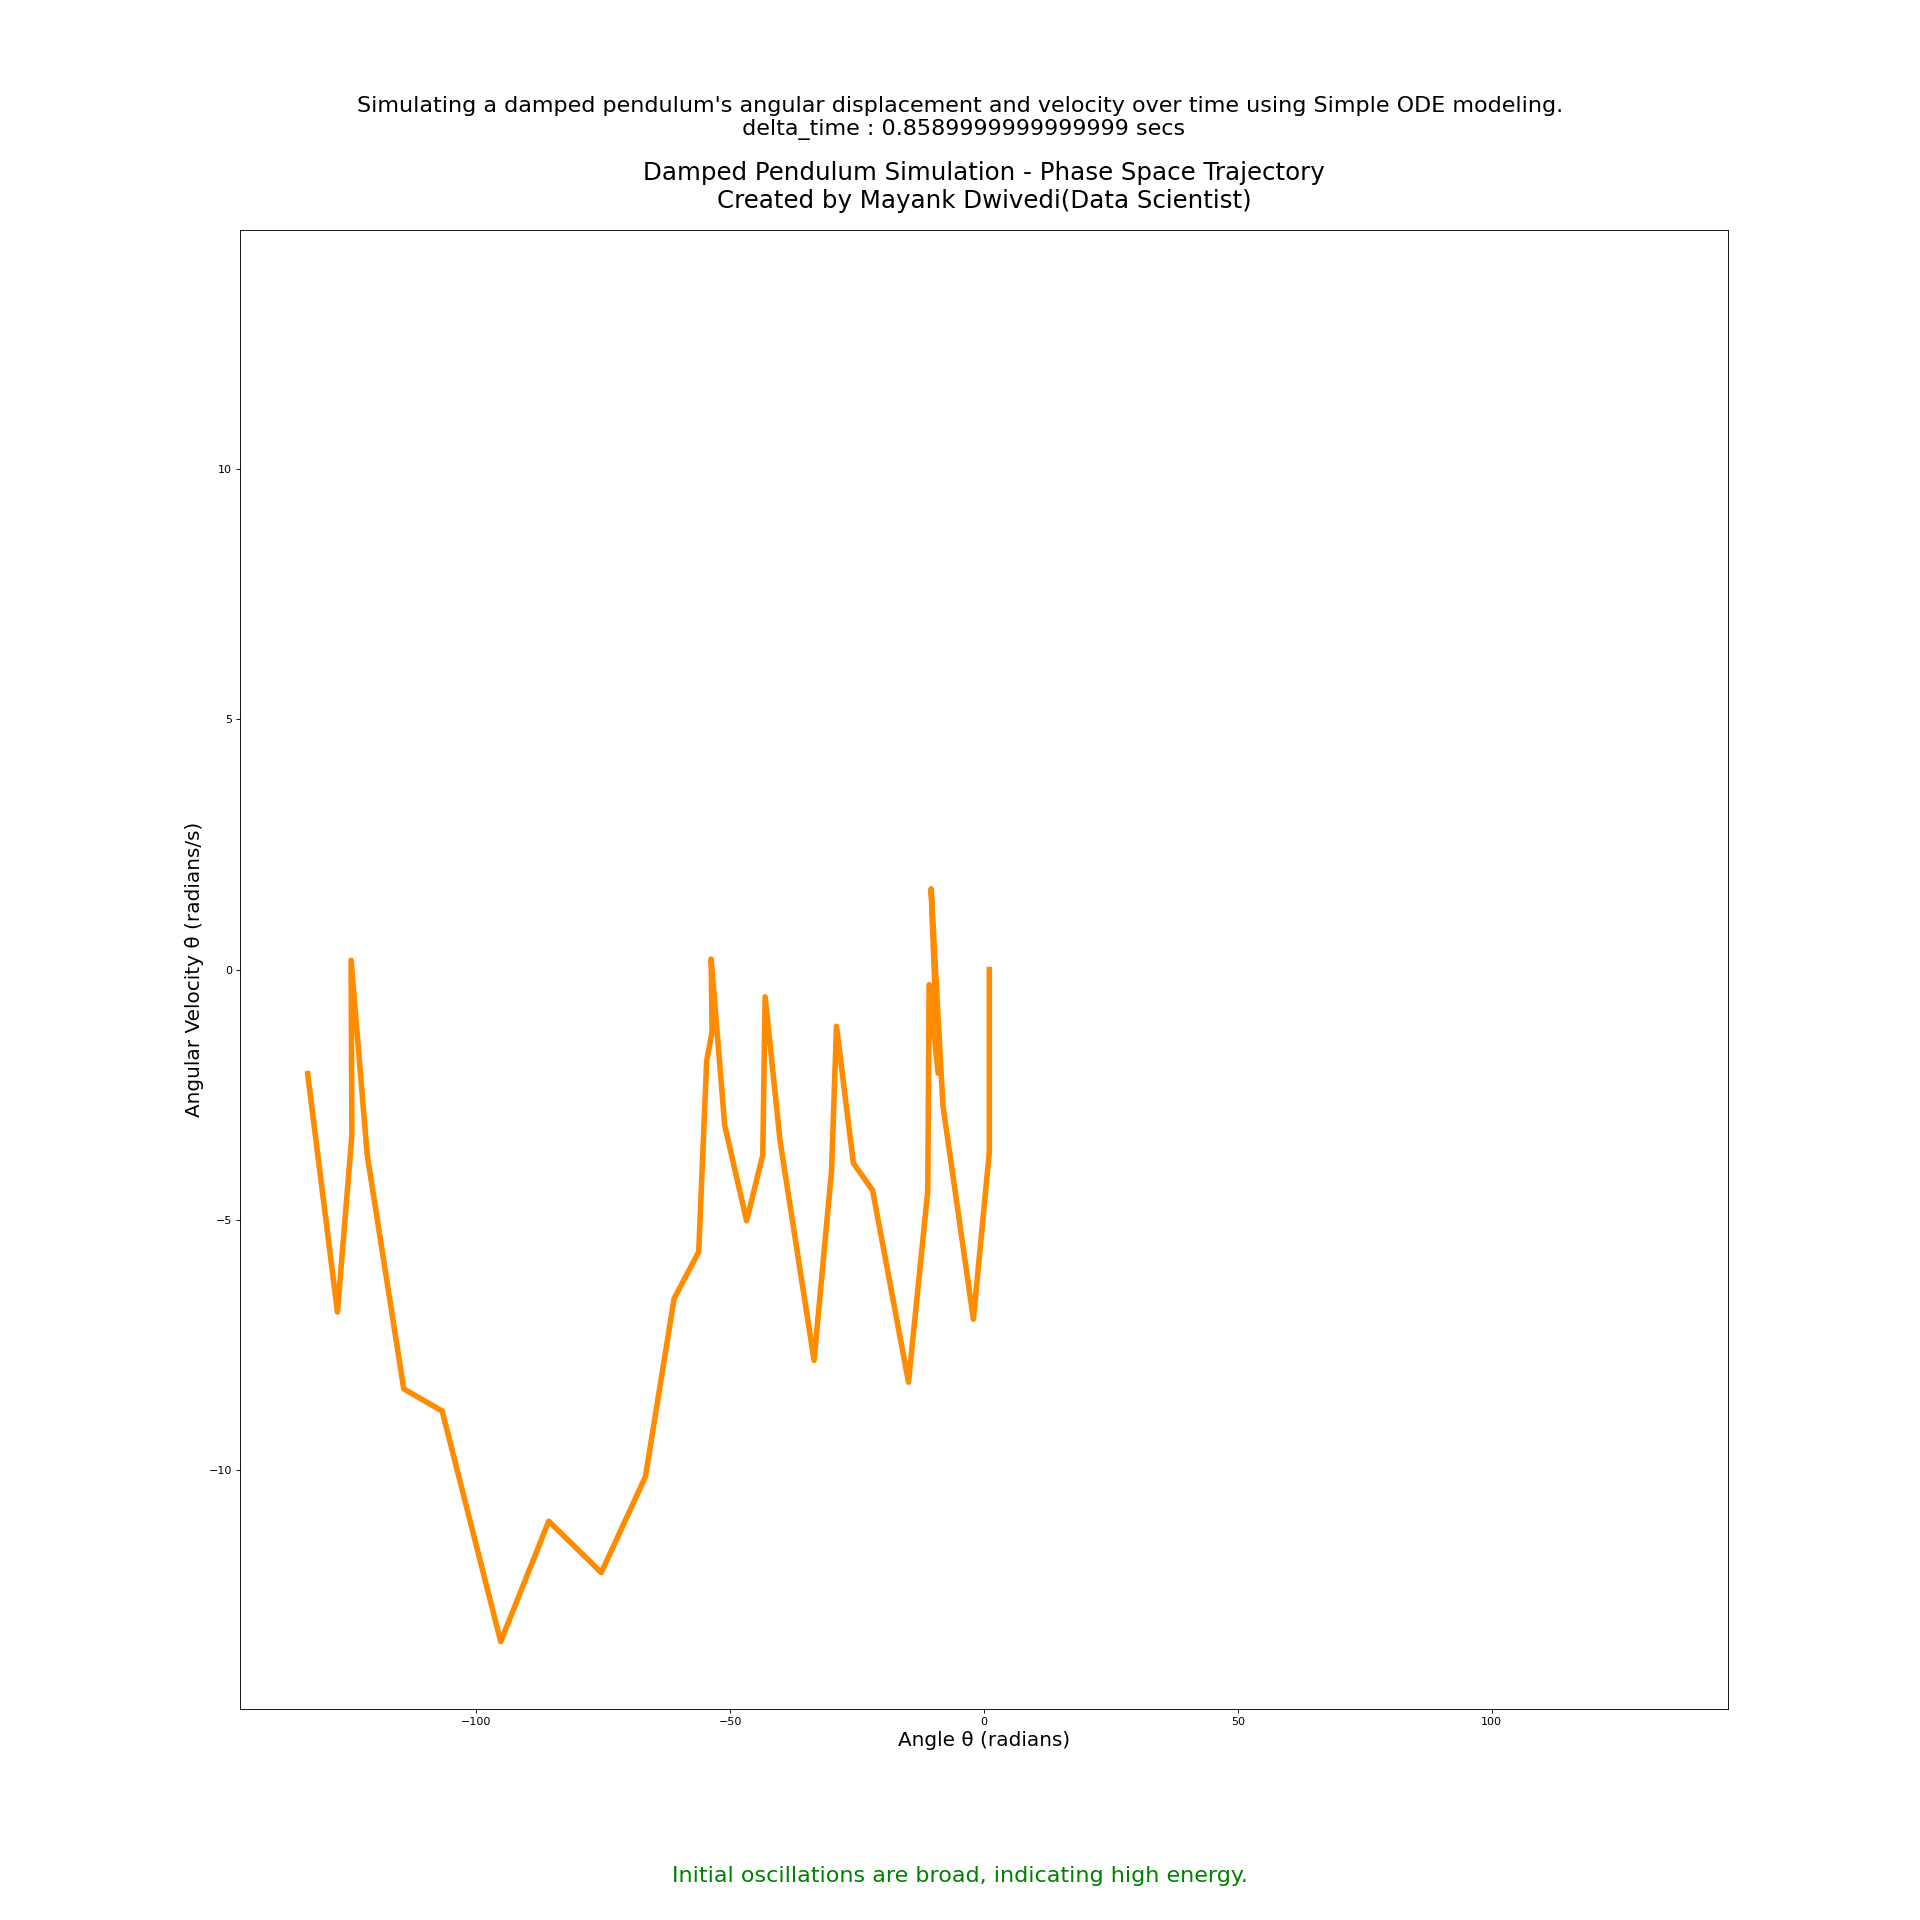 Simulating a damped pendulum's angular displacement and velocity over time using Simple ODE modeling.
delta_time : 0.8589999999999999 secs
Damped Pendulum Simulation - Phase Space Trajectory
Created by Mayank Dwivedi(Data Scientist)
10
5
0
−5
−10
Angular Velocity θ (radians/s)
−100
−50
0
50
100
Angle θ (radians)
Initial oscillations are broad, indicating high energy.